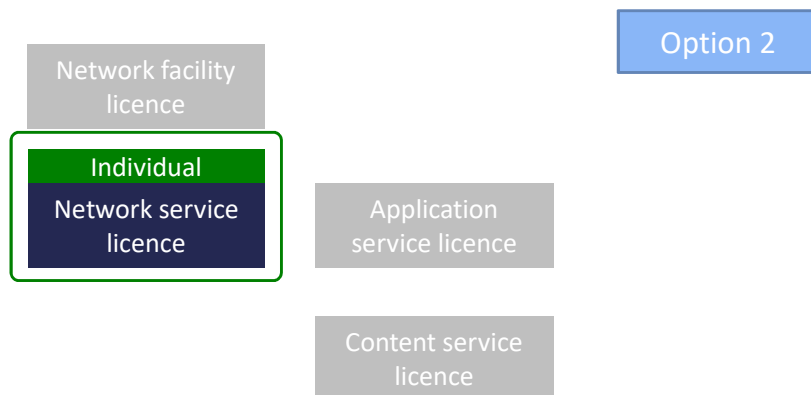 Option 2
Network facility
licence
Individual
Network service
licence
Application
service licence
Content service
licence